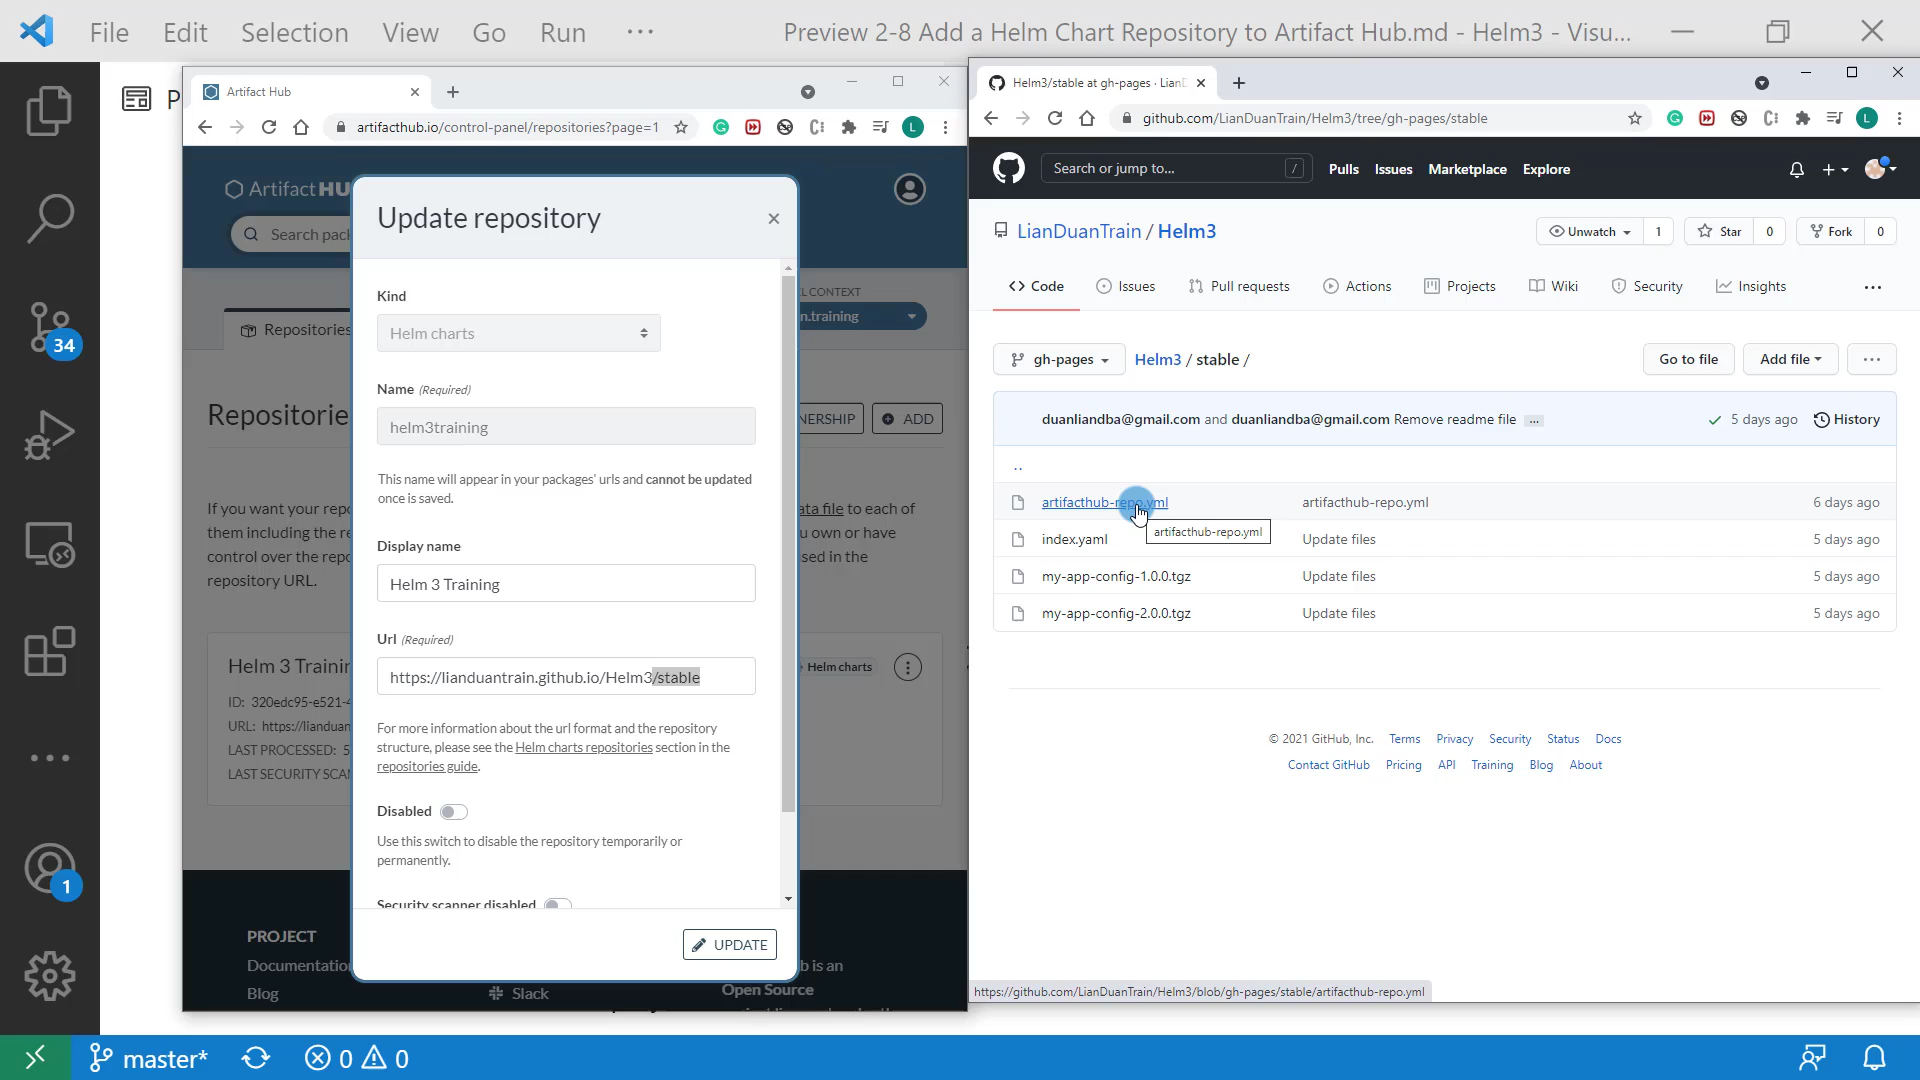 File Edit Selection View Go Run ··· Preview 2-8 Add a Helm Chart Repository to Artifact Hub.md - Helm3 - Visu...
34
1
Artifact Hub
artifacthub.io/control-panel/repositories?page=1
L
Artifact HU
Search pack
Repositories
L CONTEXT
n.training
Repositorie
NERSHIP
ADD
If you want your repo
ata file to each of
them including the re
u own or have
control over the repo
sed in the
repository URL.
Helm 3 Trainin
Helm charts
ID: 320edc95-e521-4
URL: https://lianduan
LAST PROCESSED: 5
LAST SECURITY SCAN
PROJECT
Documentation
Blog
Slack
b is an
Open Source
Update repository
Kind
Helm charts
Name (Required)
helm3training
This name will appear in your packages' urls and cannot be updated
once is saved.
Display name
Helm 3 Training
Url (Required)
https://lianduantrain.github.io/Helm3/stable
For more information about the url format and the repository
structure, please see the Helm charts repositories section in the
repositories guide.
Disabled
Use this switch to disable the repository temporarily or
permanently.
Security scanner disabled
UPDATE
Helm3/stable at gh-pages · LianD
github.com/LianDuanTrain/Helm3/tree/gh-pages/stable
L
Search or jump to... /
Pulls Issues Marketplace Explore
LianDuanTrain / Helm3
Unwatch 1
Star 0
Fork 0
Code Issues Pull requests Actions Projects Wiki Security Insights ...
gh-pages
Helm3 / stable /
Go to file
Add file
...
duanliandba@gmail.com and duanliandba@gmail.com Remove readme file ...
5 days ago
History
..
artifacthub-repo.yml artifacthub-repo.yml 6 days ago
artifacthub-repo.yml
index.yaml Update files 5 days ago
my-app-config-1.0.0.tgz Update files 5 days ago
my-app-config-2.0.0.tgz Update files 5 days ago
© 2021 GitHub, Inc. Terms Privacy Security Status Docs
Contact GitHub Pricing API Training Blog About
https://github.com/LianDuanTrain/Helm3/blob/gh-pages/stable/artifacthub-repo.yml
master* 0 0